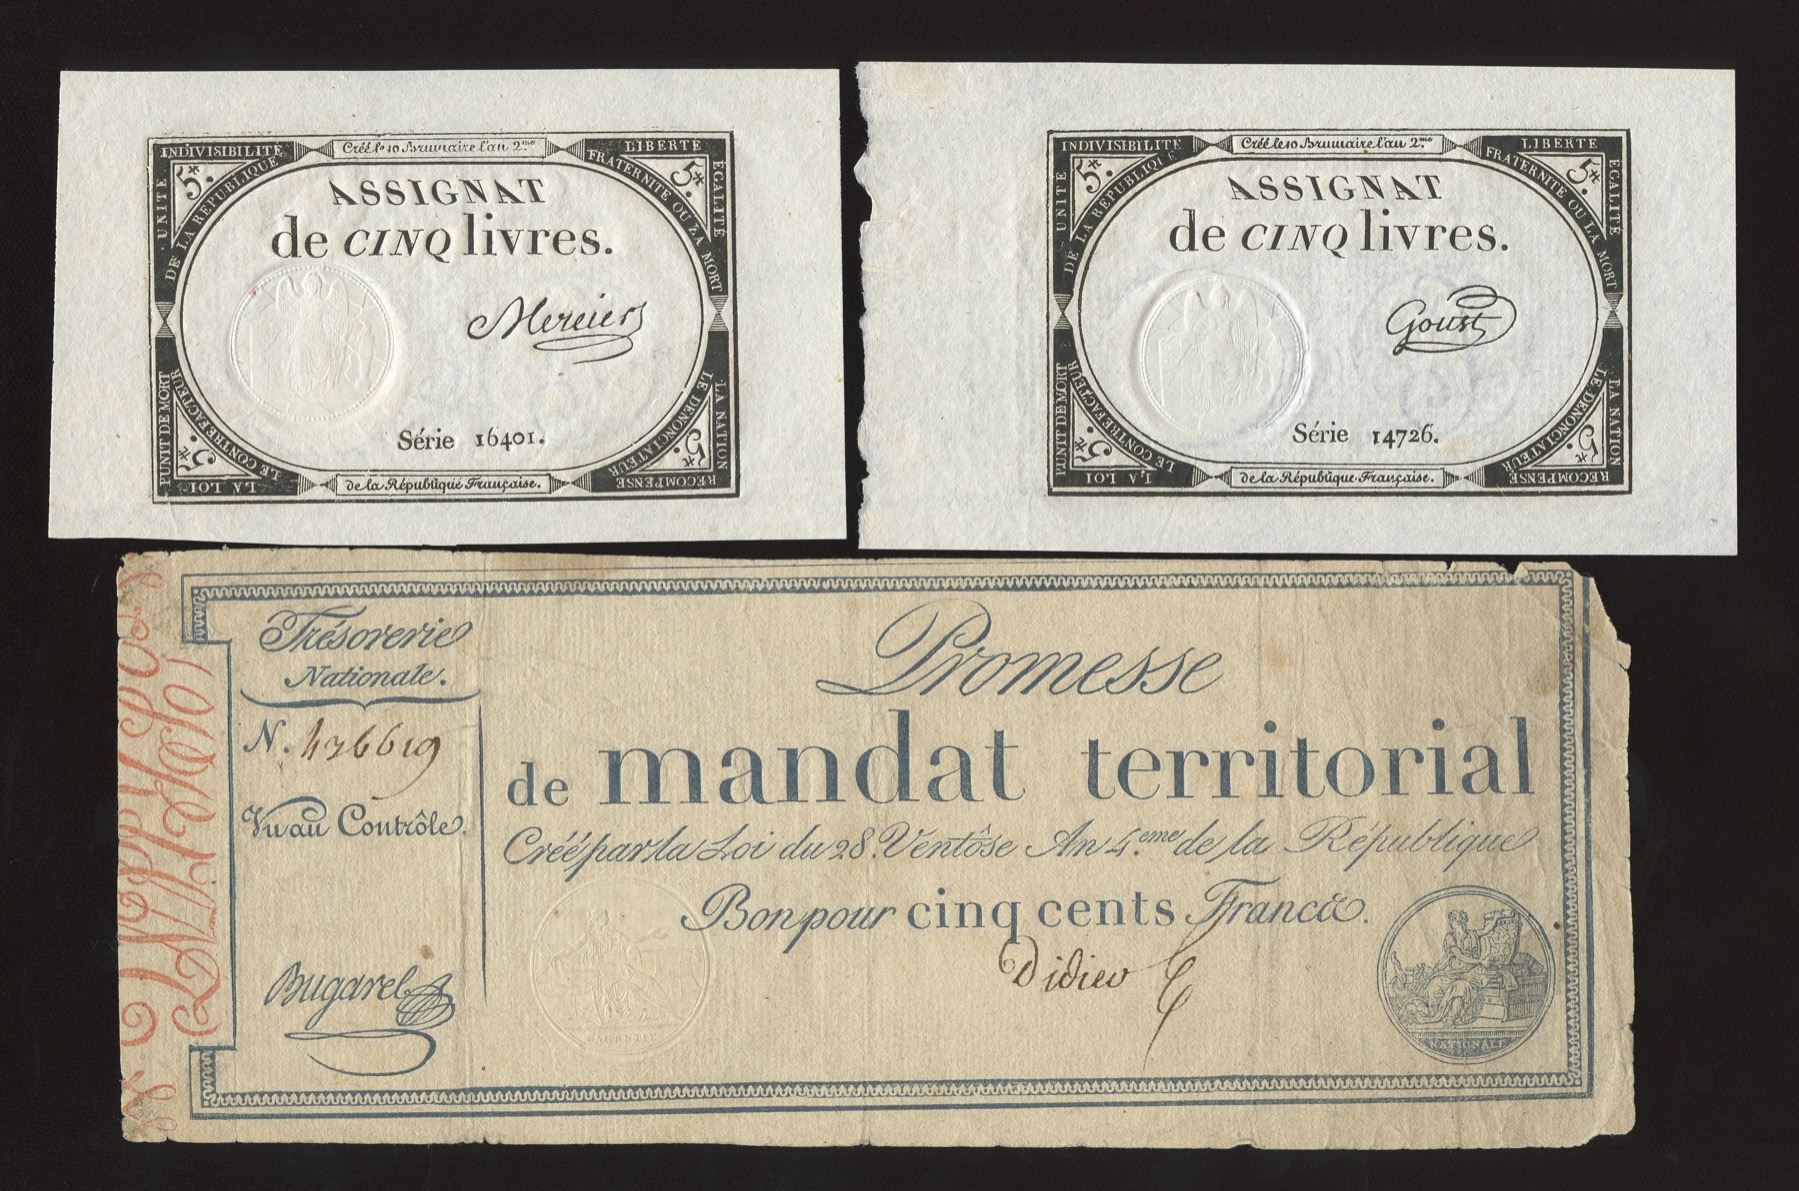 INDIVISIBILITE
Créé le 10 Brumaire l'an 2.me
LIBERTE
UNITE
DE LA REPUBLIQUE
FRATERNITE OU LA MORT
EGALITE
5
5
ASSIGNAT
de CINQ livres.
Mercier
Série 16401.
PUNIT DE MORT
LE CONTREFACTEUR
LE DENONCIATEUR
LA NATION
5
5
LA LOI
de la République Française.
RECOMPENSE
INDIVISIBILITE
Créé le 10 Brumaire l'an 2.me
LIBERTE
UNITE
DE LA REPUBLIQUE
FRATERNITE OU LA MORT
EGALITE
5
5
ASSIGNAT
de CINQ livres.
Goust
Série 14726.
PUNIT DE MORT
LE CONTREFACTEUR
LE DENONCIATEUR
LA NATION
5
5
LA LOI
de la République Française.
RECOMPENSE
Trésorerie
Nationale.
N. 426619
Vu au Contrôle.
Bugarel
Promesse
de mandat territorial
Créé par la Loi du 28. Ventôse An 4.eme de la République
Bon pour cinq cents Francs.
Didier
GARANTIE
NATIONALE